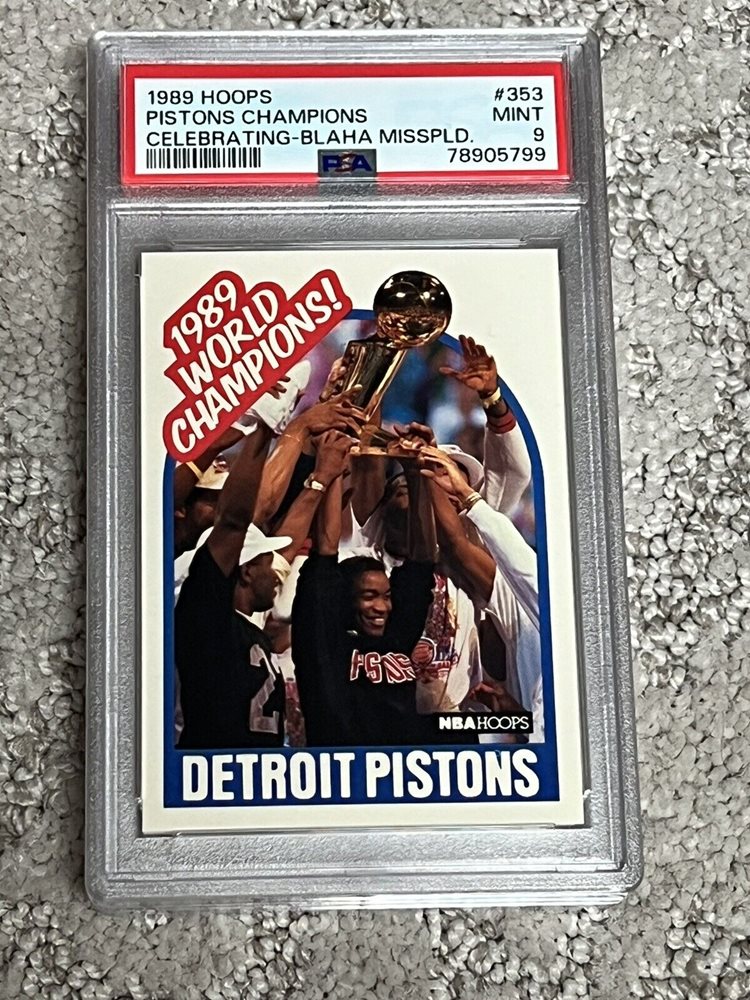 1989 HOOPS #353
PISTONS CHAMPIONS MINT
CELEBRATING-BLAHA MISSPLD. 9
PSA 78905799
1989
WORLD
CHAMPIONS!
2
NBA HOOPS
DETROIT PISTONS